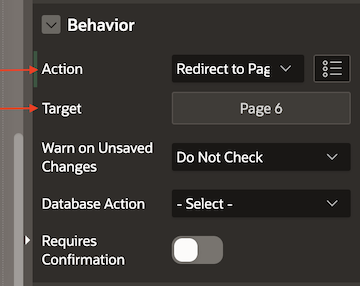 Behavior
Action
Redirect to Pag
Target
Page 6
Warn on Unsaved
Changes
Do Not Check
Database Action
- Select -
Requires
Confirmation